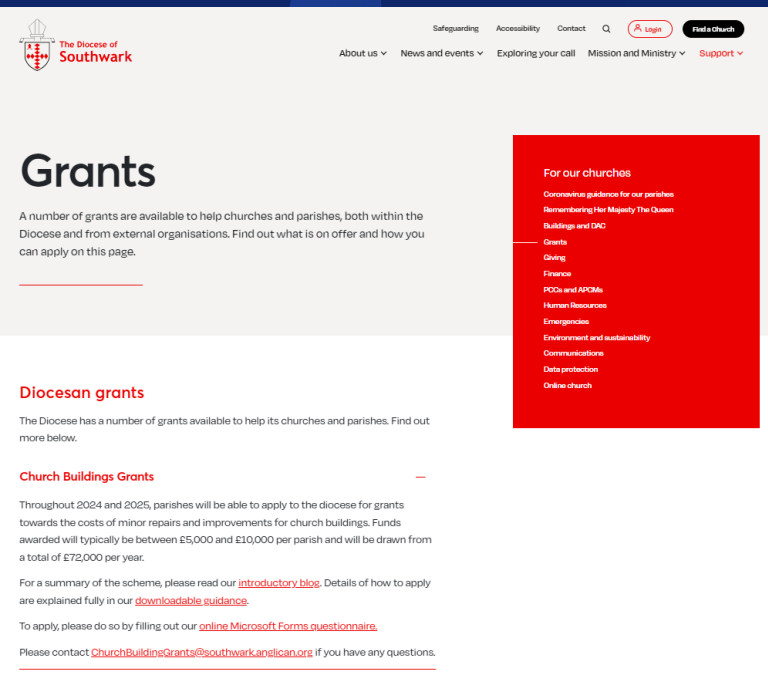 Safeguarding Accessibility Contact Login Find a Church
The Diocese of
Southwark
About us News and events Exploring your call Mission and Ministry Support
Grants
A number of grants are available to help churches and parishes, both within the
Diocese and from external organisations. Find out what is on offer and how you
can apply on this page.
For our churches
Coronavirus guidance for our parishes
Remembering Her Majesty The Queen
Buildings and DAC
Grants
Giving
Finance
PCCs and APCMs
Human Resources
Emergencies
Environment and sustainability
Communications
Data protection
Online church
Diocesan grants
The Diocese has a number of grants available to help its churches and parishes. Find out
more below.
Church Buildings Grants
Throughout 2024 and 2025, parishes will be able to apply to the diocese for grants
towards the costs of minor repairs and improvements for church buildings. Funds
awarded will typically be between £5,000 and £10,000 per parish and will be drawn from
a total of £72,000 per year.
For a summary of the scheme, please read our introductory blog. Details of how to apply
are explained fully in our downloadable guidance.
To apply, please do so by filling out our online Microsoft Forms questionnaire.
Please contact ChurchBuildingGrants@southwark.anglican.org if you have any questions.